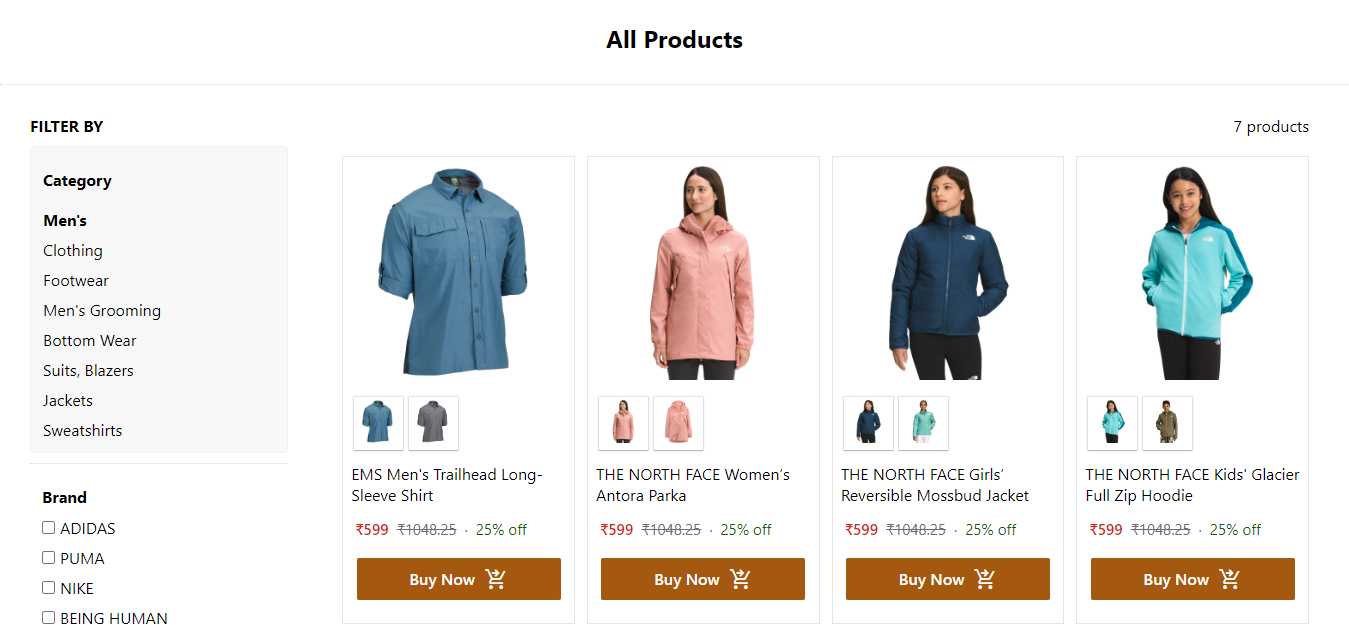 All Products
FILTER BY
7 products
Category
Men's
Clothing
Footwear
Men's Grooming
Bottom Wear
Suits, Blazers
Jackets
Sweatshirts
Brand
ADIDAS
PUMA
NIKE
BEING HUMAN
EMS Men's Trailhead Long-
Sleeve Shirt
₹599 ₹1048.25 · 25% off
Buy Now
THE NORTH FACE Women’s
Antora Parka
₹599 ₹1048.25 · 25% off
Buy Now
THE NORTH FACE Girls’
Reversible Mossbud Jacket
₹599 ₹1048.25 · 25% off
Buy Now
THE NORTH FACE Kids' Glacier
Full Zip Hoodie
₹599 ₹1048.25 · 25% off
Buy Now